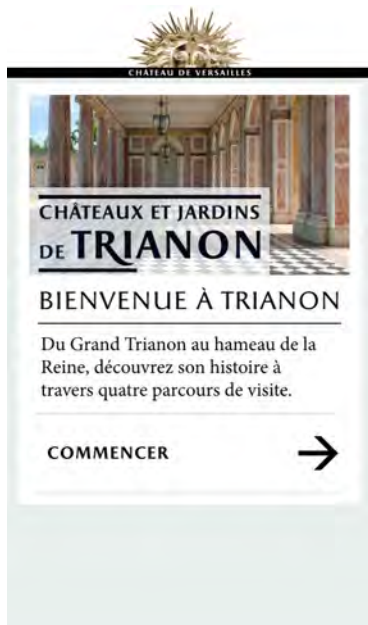 CHÂTEAU DE VERSAILLES
CHÂTEAUX ET JARDINS
DE TRIANON
BIENVENUE À TRIANON
Du Grand Trianon au hameau de la
Reine, découvrez son histoire à
travers quatre parcours de visite.
COMMENCER